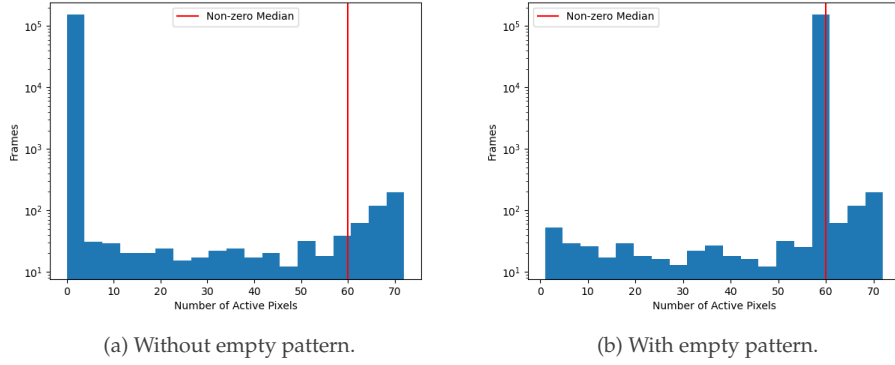 Non-zero Median
10⁵
10⁴
10³
10²
10¹
Frames
0 10 20 30 40 50 60 70
Number of Active Pixels
(a) Without empty pattern.
Non-zero Median
10⁵
10⁴
10³
10²
10¹
Frames
0 10 20 30 40 50 60 70
Number of Active Pixels
(b) With empty pattern.